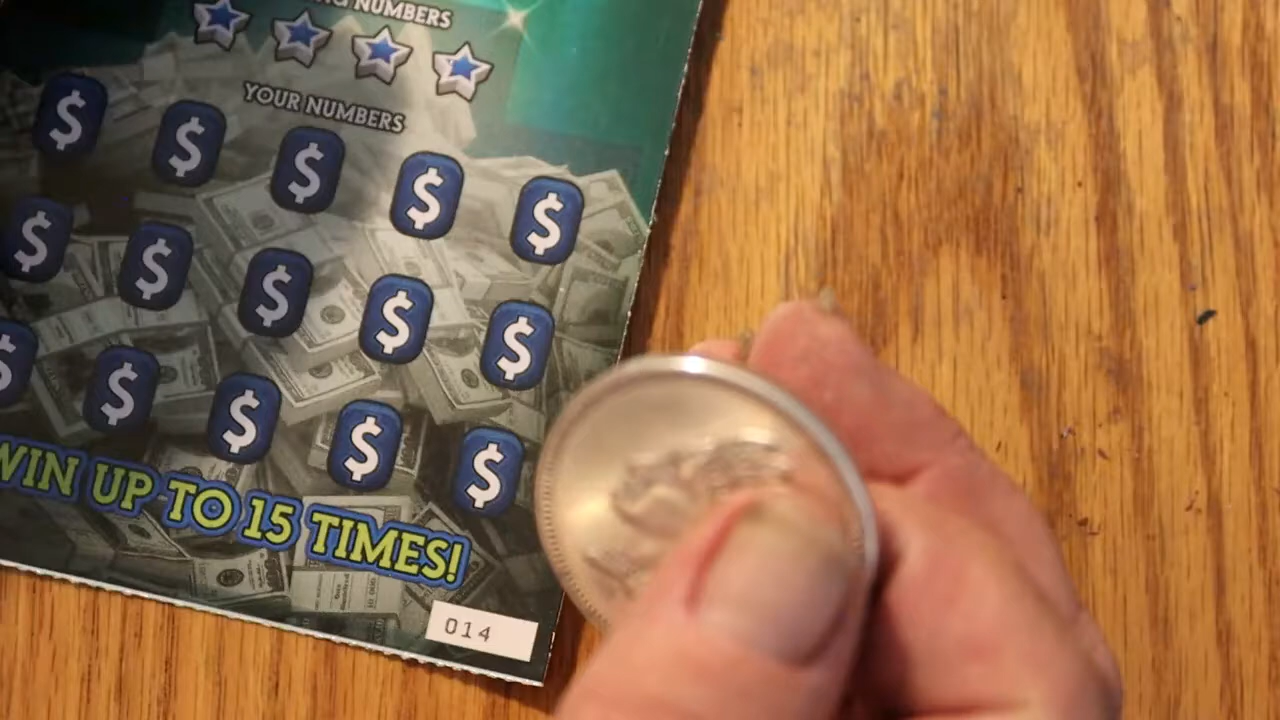 NUMBERS
YOUR NUMBERS
$ $ $ $ $
$ $ $ $ $
$ $ $ $ $
WIN UP TO 15 TIMES!
014